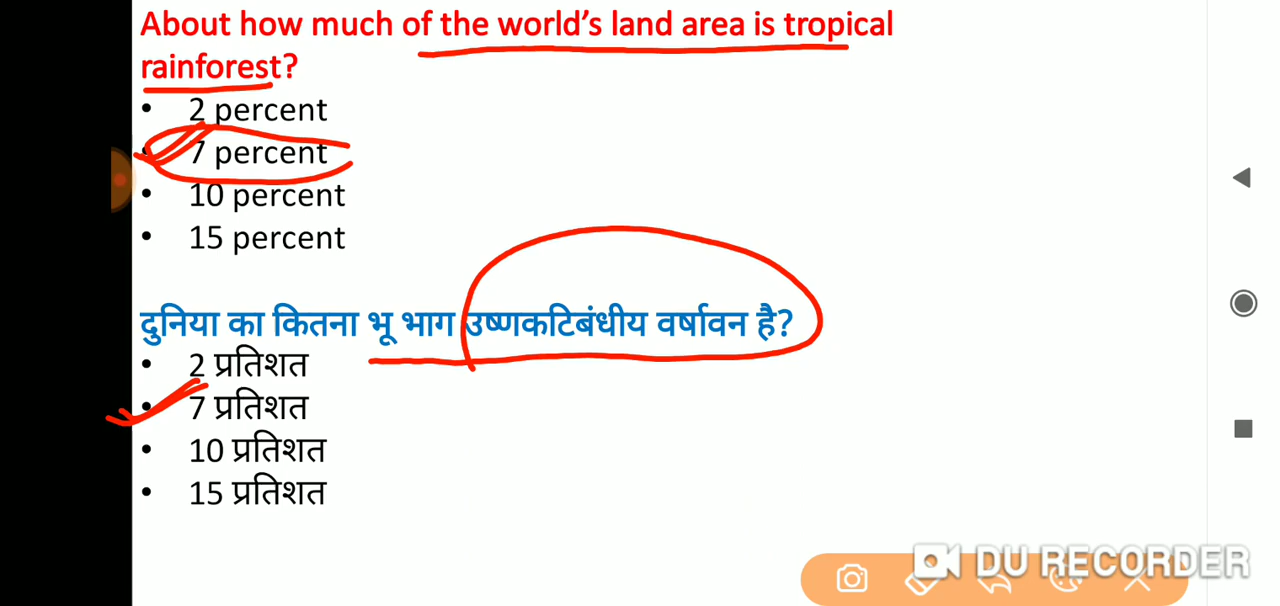 About how much of the world’s land area is tropical
rainforest?
• 2 percent
• 7 percent
• 10 percent
• 15 percent
दुनिया का कितना भू भाग उष्णकटिबंधीय वर्षावन है?
• 2 प्रतिशत
• 7 प्रतिशत
• 10 प्रतिशत
• 15 प्रतिशत
DU RECORDER